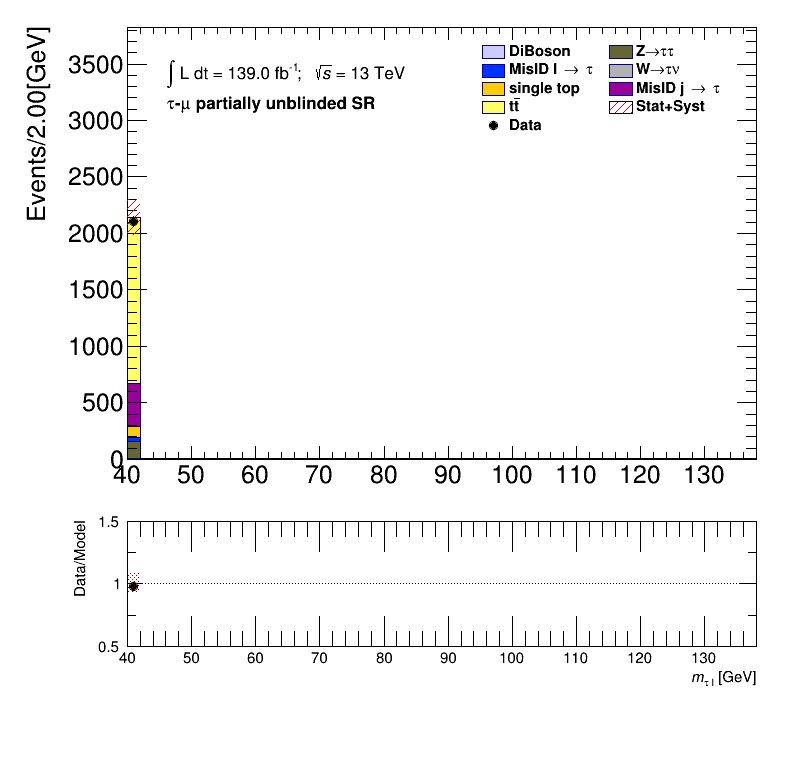 Events/2.00[GeV]
3500
3000
2500
2000
1500
1000
500
0
∫ L dt = 139.0 fb⁻¹; √s = 13 TeV
τ-μ partially unblinded SR
DiBoson
Z→ττ
MisID l → τ
W→τν
single top
MisID j → τ
tt̄
Stat+Syst
Data
40 50 60 70 80 90 100 110 120 130
Data/Model
1.5
1
0.5
40 50 60 70 80 90 100 110 120 130
m_{τ l} [GeV]